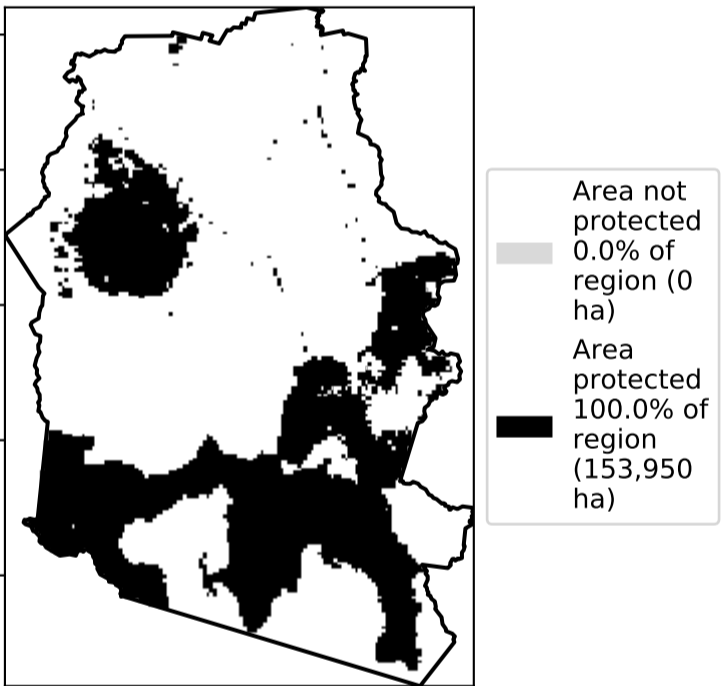 Area not
protected
0.0% of
region (0
ha)
Area
protected
100.0% of
region
(153,950
ha)